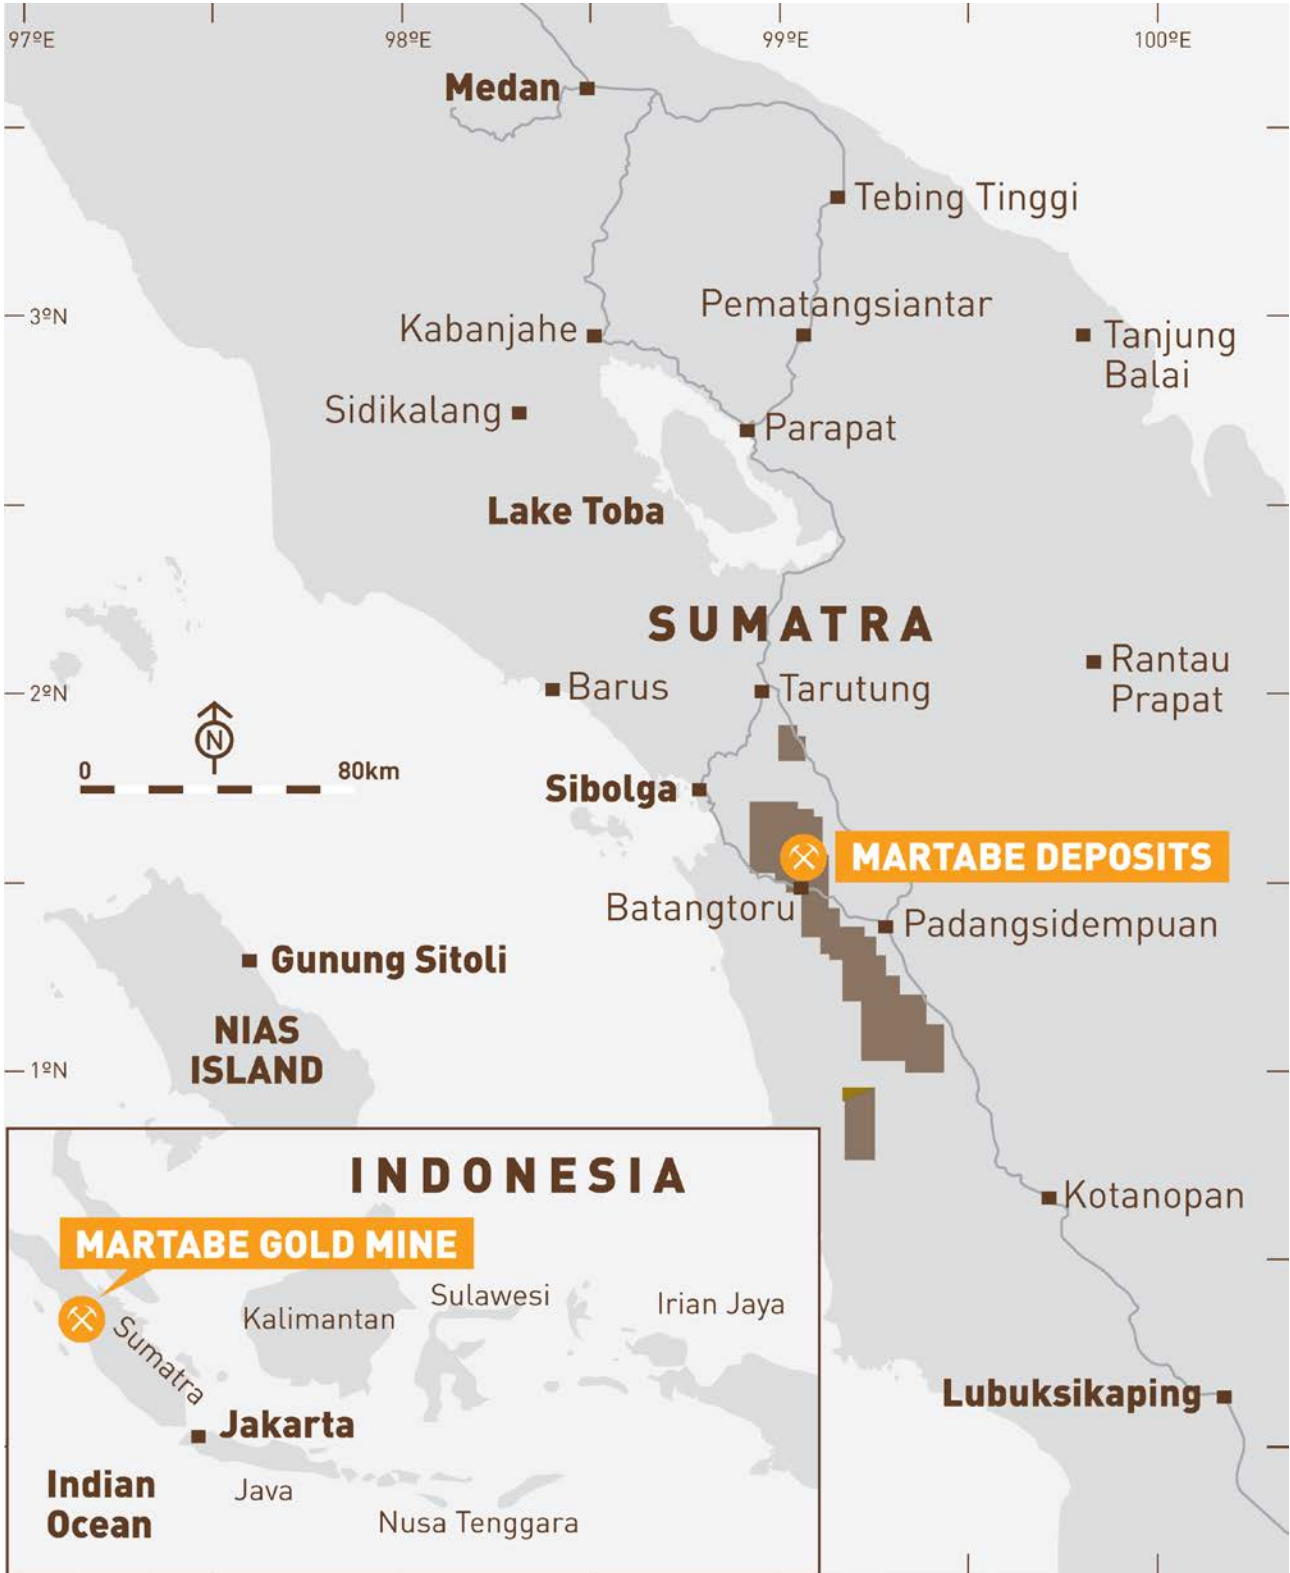 97ºE
98ºE
99ºE
100ºE
Medan
Tebing Tinggi
3ºN
Pematangsiantar
Kabanjahe
Tanjung
Balai
Sidikalang
Parapat
Lake Toba
SUMATRA
Rantau
Prapat
2ºN
Barus
Tarutung
N
0
80km
Sibolga
MARTABE DEPOSITS
Batangtoru
Padangsidempuan
Gunung Sitoli
NIAS
ISLAND
1ºN
INDONESIA
Kotanopan
MARTABE GOLD MINE
Sulawesi
Irian Jaya
Kalimantan
Sumatra
Lubuksikaping
Jakarta
Indian
Ocean
Java
Nusa Tenggara